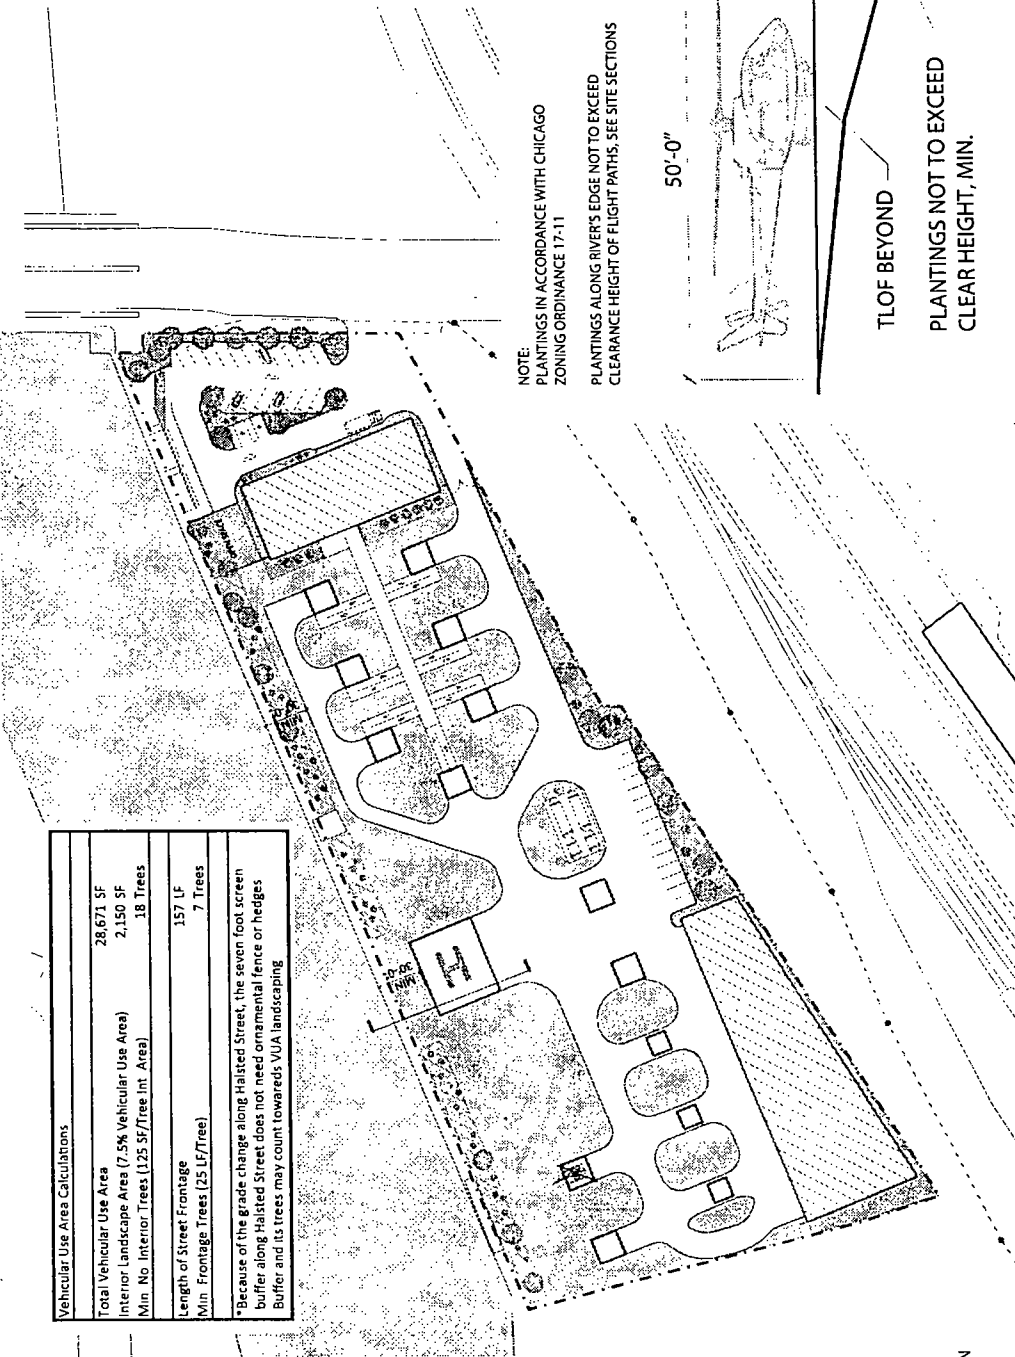 Vehicular Use Area Calculations
Total Vehicular Use Area 28,671 SF
Interior Landscape Area (7.5% Vehicular Use Area) 2,150 SF
Min No Interior Trees (125 SF/Tree Int Area) 18 Trees
Length of Street Frontage 157 LF
Min Frontage Trees (25 LF/Tree) 7 Trees
*Because of the grade change along Halsted Street, the seven foot screen
buffer along Halsted Street does not need ornamental fence or hedges
Buffer and its trees may count towareds VUA landscaping
MIN
MIN
30'-0"
H
NOTE:
PLANTINGS IN ACCORDANCE WITH CHICAGO
ZONING ORDINANCE 17-11
PLANTINGS ALONG RIVER'S EDGE NOT TO EXCEED
CLEARANCE HEIGHT OF FLIGHT PATHS, SEE SITE SECTIONS
50'-0"
TLOF BEYOND
PLANTINGS NOT TO EXCEED
CLEAR HEIGHT, MIN.
N